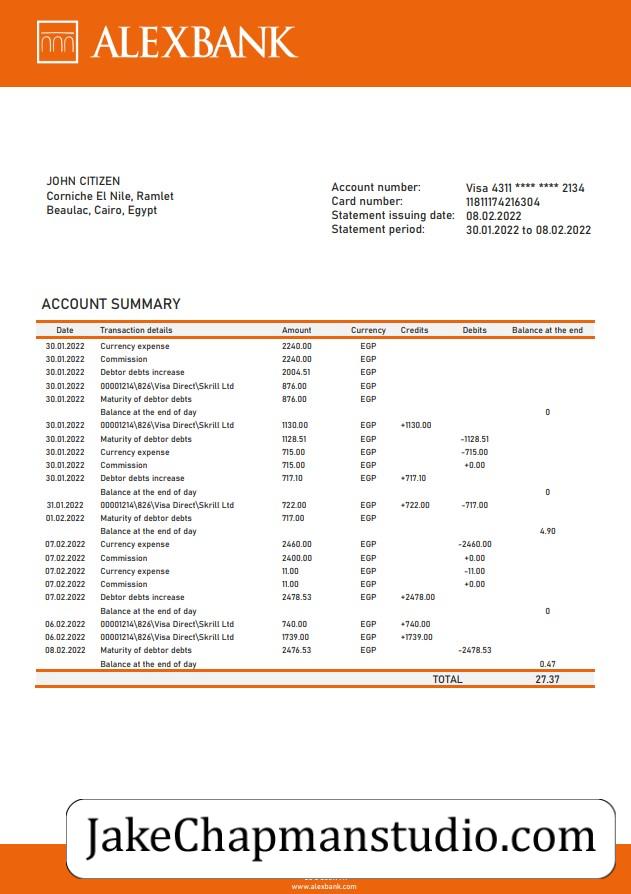 ALEXBANK
JOHN CITIZEN
Corniche El Nile, Ramlet
Beaulac, Cairo, Egypt
Account number: Visa 4311 **** **** 2134
Card number: 11811174216304
Statement issuing date: 08.02.2022
Statement period: 30.01.2022 to 08.02.2022
ACCOUNT SUMMARY
Date Transaction details Amount Currency Credits Debits Balance at the end
30.01.2022 Currency expense 2240.00 EGP
30.01.2022 Commission 2240.00 EGP
30.01.2022 Debtor debts increase 2004.51 EGP
30.01.2022 00001214\826\Visa Direct\Skrill Ltd 876.00 EGP
30.01.2022 Maturity of debtor debts 876.00 EGP
Balance at the end of day 0
30.01.2022 00001214\826\Visa Direct\Skrill Ltd 1130.00 EGP +1130.00
30.01.2022 Maturity of debtor debts 1128.51 EGP -1128.51
30.01.2022 Currency expense 715.00 EGP -715.00
30.01.2022 Commission 715.00 EGP +0.00
30.01.2022 Debtor debts increase 717.10 EGP +717.10
Balance at the end of day 0
31.01.2022 00001214\826\Visa Direct\Skrill Ltd 722.00 EGP +722.00 -717.00
01.02.2022 Maturity of debtor debts 717.00 EGP
Balance at the end of day 4.90
07.02.2022 Currency expense 2460.00 EGP -2460.00
07.02.2022 Commission 2400.00 EGP +0.00
07.02.2022 Currency expense 11.00 EGP -11.00
07.02.2022 Commission 11.00 EGP +0.00
07.02.2022 Debtor debts increase 2478.53 EGP +2478.00
Balance at the end of day 0
06.02.2022 00001214\826\Visa Direct\Skrill Ltd 740.00 EGP +740.00
06.02.2022 00001214\826\Visa Direct\Skrill Ltd 1739.00 EGP +1739.00
08.02.2022 Maturity of debtor debts 2476.53 EGP -2478.53
Balance at the end of day 0.47
TOTAL 27.37
JakeChapmanstudio.com
www.alexbank.com